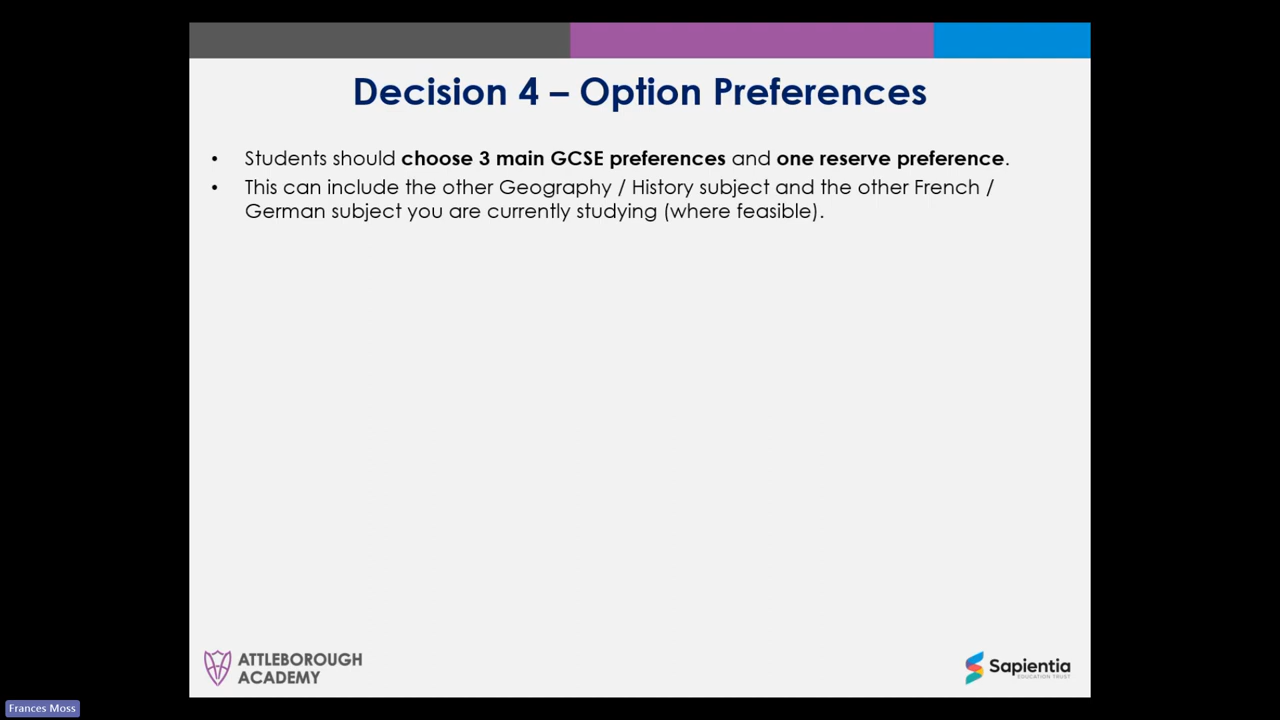 Decision 4 – Option Preferences
• Students should choose 3 main GCSE preferences and one reserve preference.
• This can include the other Geography / History subject and the other French /
German subject you are currently studying (where feasible).
ATTLEBOROUGH
ACADEMY
Sapientia
EDUCATION TRUST
Frances Moss